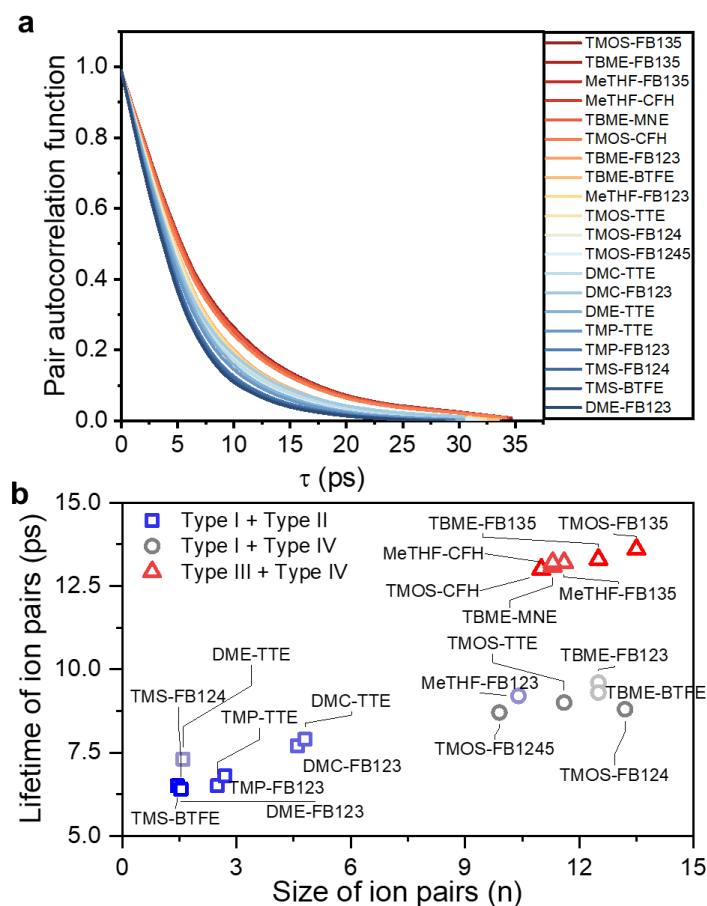 a
Pair autocorrelation function
1.0
0.8
0.6
0.4
0.2
0.0
0
5
10
15
20
25
30
35
τ (ps)
TMOS-FB135
TBME-FB135
MeTHF-FB135
MeTHF-CFH
TBME-MNE
TMOS-CFH
TBME-FB123
TBME-BTFE
MeTHF-FB123
TMOS-TTE
TMOS-FB124
TMOS-FB1245
DMC-TTE
DMC-FB123
DME-TTE
TMP-TTE
TMP-FB123
TMS-FB124
TMS-BTFE
DME-FB123
b
Lifetime of ion pairs (ps)
15.0
12.5
10.0
7.5
5.0
Type I + Type II
Type I + Type IV
Type III + Type IV
TBME-FB135
TMOS-FB135
MeTHF-CFH
TMOS-CFH
MeTHF-FB135
TBME-MNE
TMOS-TTE
DME-TTE
TBME-FB123
MeTHF-FB123
TMS-FB124
DMC-TTE
TBME-BTFE
TMP-TTE
TMOS-FB1245
DMC-FB123
TMOS-FB124
TMP-FB123
DME-FB123
TMS-BTFE
0
3
6
9
12
15
Size of ion pairs (n)